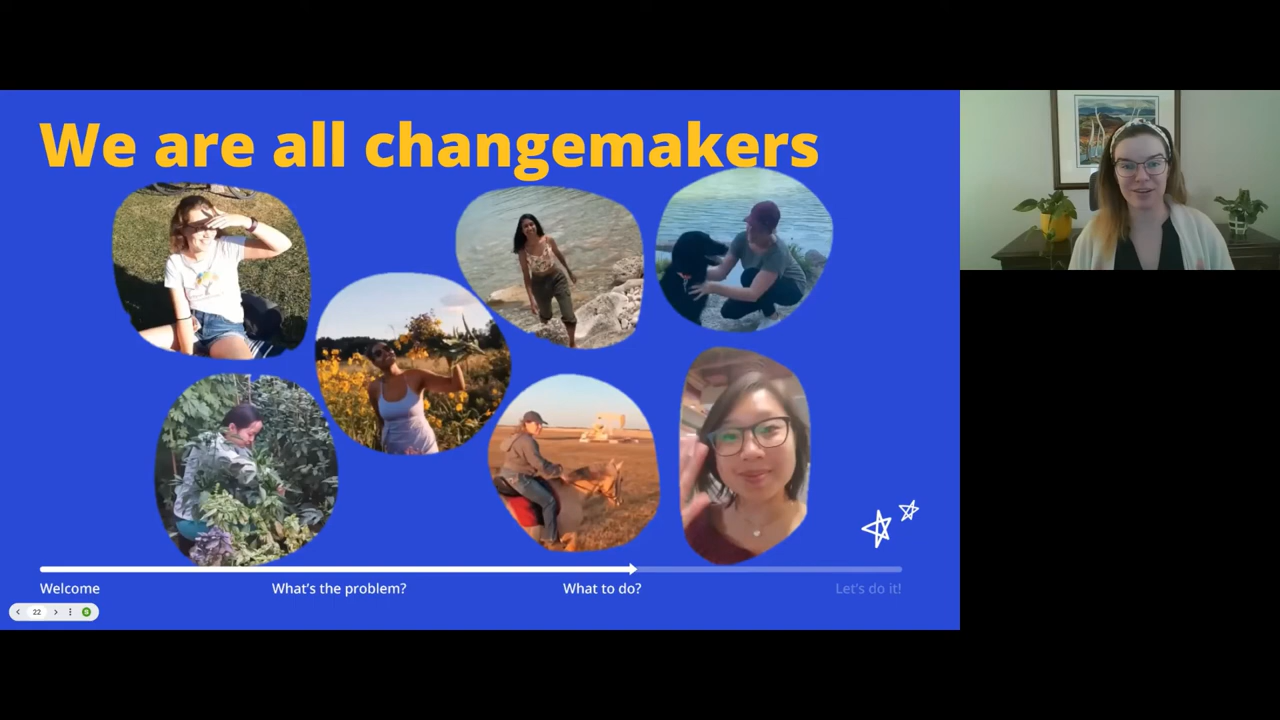 We are all changemakers
Welcome
What's the problem?
What to do?
Let's do it!
22